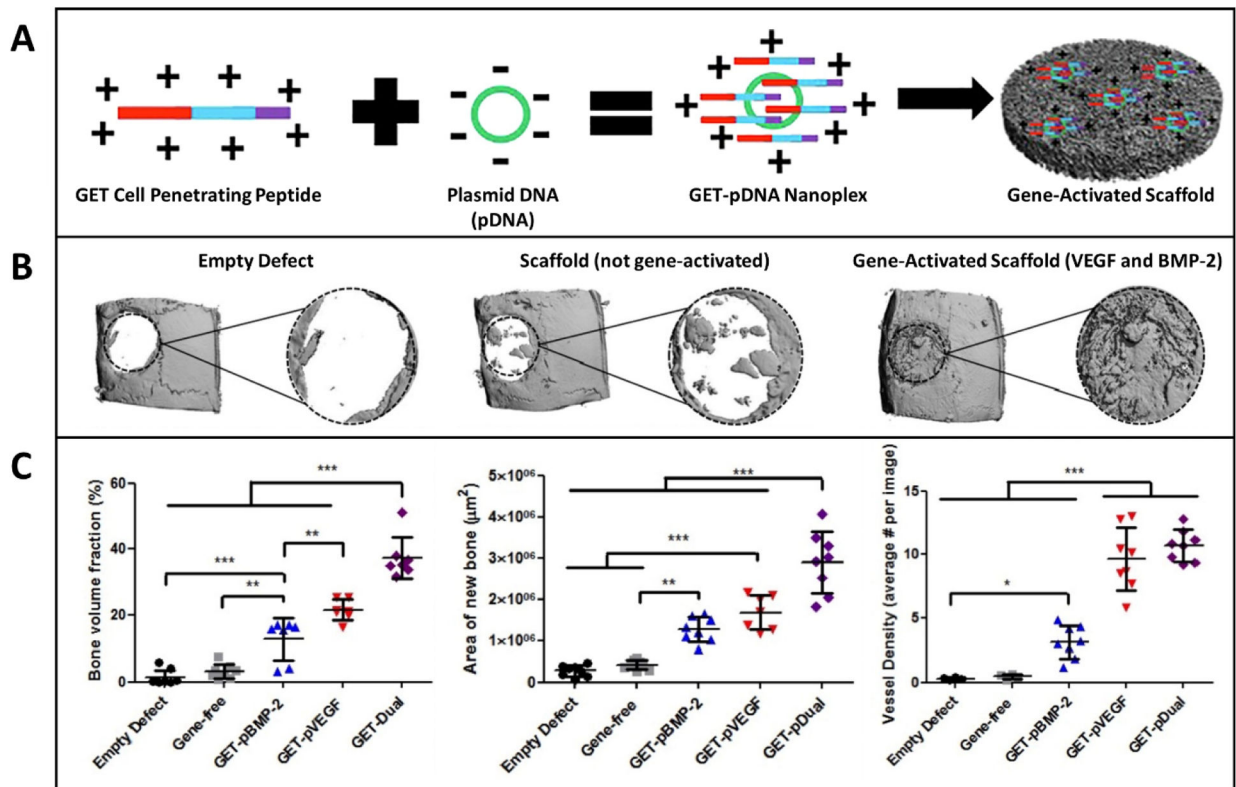 A
GET Cell Penetrating Peptide
Plasmid DNA
(pDNA)
GET-pDNA Nanoplex
Gene-Activated Scaffold
B
Empty Defect
Scaffold (not gene-activated)
Gene-Activated Scaffold (VEGF and BMP-2)
C
Bone volume fraction (%)
60
40
20
0
***
**
***
**
Empty Defect
Gene-free
GET-pBMP-2
GET-pVEGF
GET-Dual
Area of new bone (µm²)
5×10⁰⁶
4×10⁰⁶
3×10⁰⁶
2×10⁰⁶
1×10⁰⁶
0
***
***
**
Empty Defect
Gene-free
GET-pBMP-2
GET-pVEGF
GET-pDual
Vessel Density (average # per image)
15
10
5
0
***
*
Empty Defect
Gene-free
GET-pBMP-2
GET-pVEGF
GET-pDual